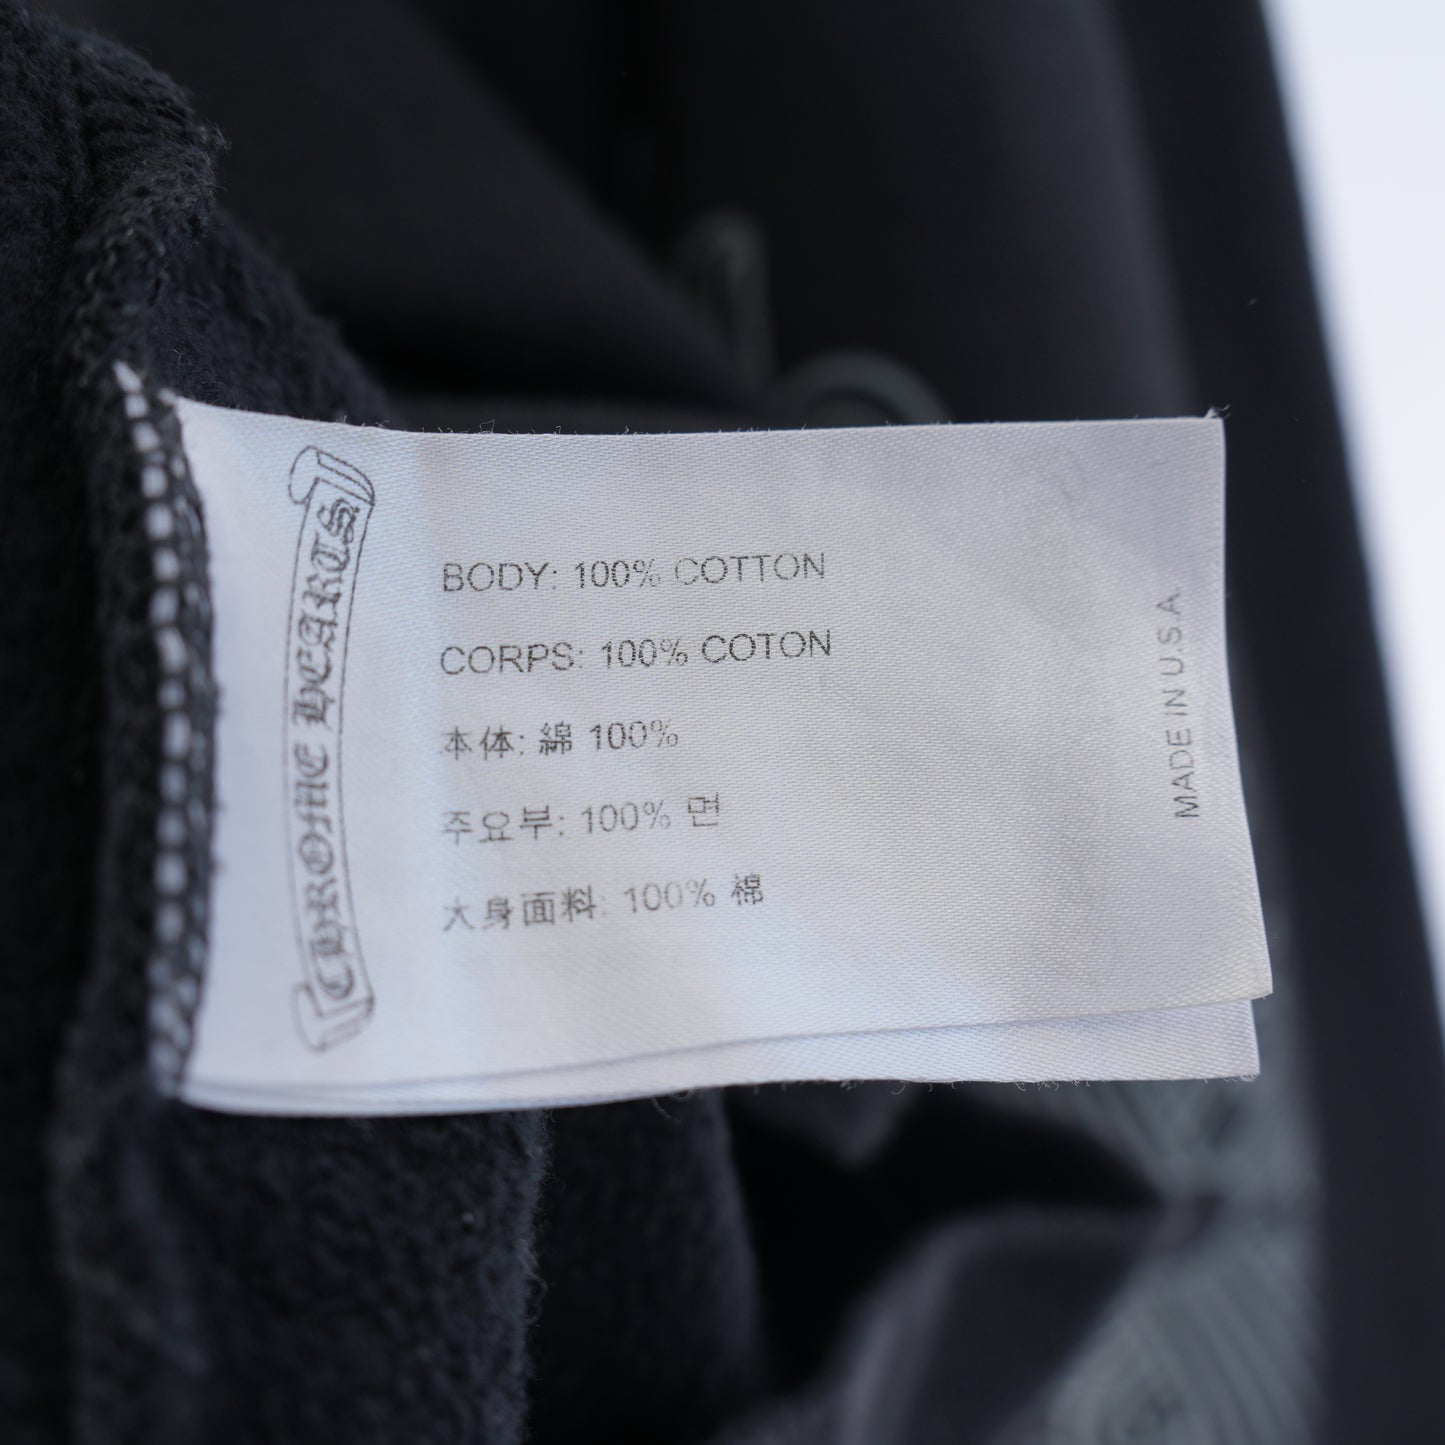 CHROME HEARTS
BODY: 100% COTTON
CORPS: 100% COTON
本体: 綿 100%
주요부: 100% 면
大身面料: 100% 棉
MADE IN U.S.A.